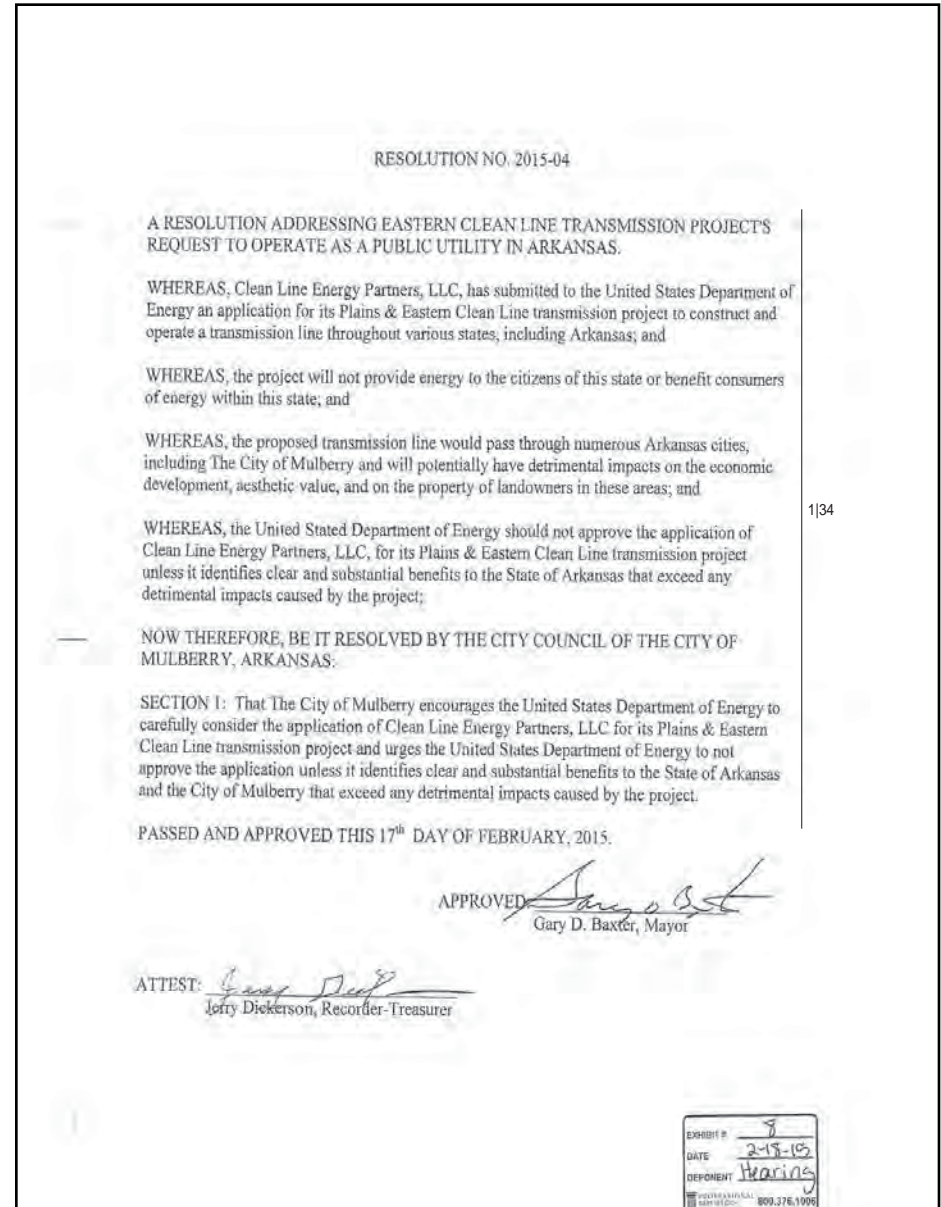 RESOLUTION NO. 2015-04
A RESOLUTION ADDRESSING EASTERN CLEAN LINE TRANSMISSION PROJECT'S
REQUEST TO OPERATE AS A PUBLIC UTILITY IN ARKANSAS.
WHEREAS, Clean Line Energy Partners, LLC, has submitted to the United States Department of
Energy an application for its Plains & Eastern Clean Line transmission project to construct and
operate a transmission line throughout various states, including Arkansas; and
WHEREAS, the project will not provide energy to the citizens of this state or benefit consumers
of energy within this state; and
WHEREAS, the proposed transmission line would pass through numerous Arkansas cities,
including The City of Mulberry and will potentially have detrimental impacts on the economic
development, aesthetic value, and on the property of landowners in these areas; and
1|34
WHEREAS, the United Stated Department of Energy should not approve the application of
Clean Line Energy Partners, LLC, for its Plains & Eastern Clean Line transmission project
unless it identifies clear and substantial benefits to the State of Arkansas that exceed any
detrimental impacts caused by the project;
NOW THEREFORE, BE IT RESOLVED BY THE CITY COUNCIL OF THE CITY OF
MULBERRY, ARKANSAS:
SECTION 1: That The City of Mulberry encourages the United States Department of Energy to
carefully consider the application of Clean Line Energy Partners, LLC for its Plains & Eastern
Clean Line transmission project and urges the United States Department of Energy to not
approve the application unless it identifies clear and substantial benefits to the State of Arkansas
and the City of Mulberry that exceed any detrimental impacts caused by the project.
PASSED AND APPROVED THIS 17th DAY OF FEBRUARY, 2015.
APPROVED
Gary D. Baxter, Mayor
ATTEST:
Jerry Dickerson, Recorder-Treasurer
EXHIBIT # 8
DATE 2-18-15
DEPONENT Hearing
800.376.1006